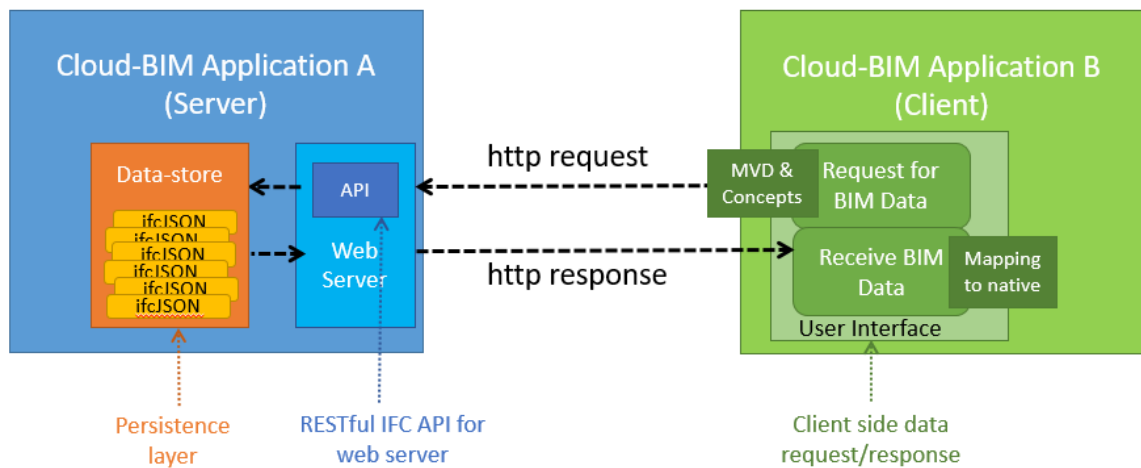 Cloud-BIM Application A
(Server)
Data-store
ifcJSON
ifcJSON
ifcJSON
ifcJSON
ifcJSON
ifcJSON
API
Web
Server
http request
http response
Cloud-BIM Application B
(Client)
MVD &
Concepts
Request for
BIM Data
Receive BIM
Data
Mapping
to native
User Interface
Persistence
layer
RESTful IFC API for
web server
Client side data
request/response